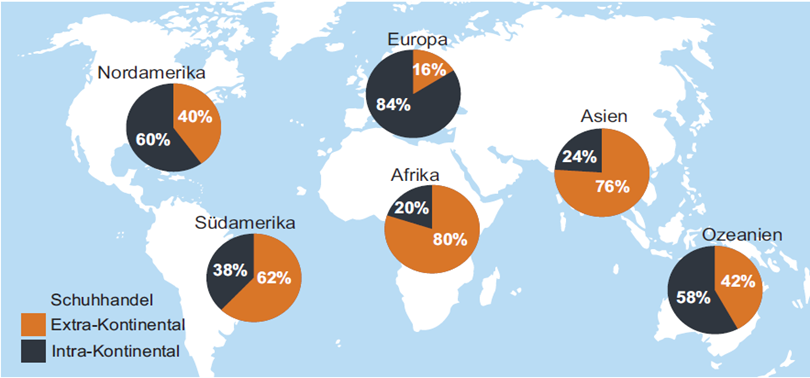 Europa
16%
84%
Nordamerika
40%
60%
Asien
24%
76%
Afrika
20%
80%
Südamerika
38%
62%
Ozeanien
42%
58%
Schuhhandel
Extra-Kontinental
Intra-Kontinental